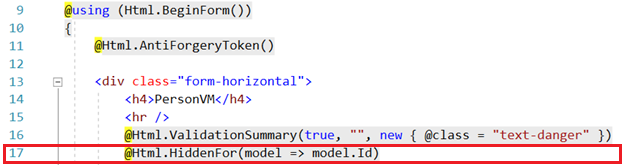 9 @using (Html.BeginForm())
10 {
11 @Html.AntiForgeryToken()
12
13 <div class="form-horizontal">
14 <h4>PersonVM</h4>
15 <hr />
16 @Html.ValidationSummary(true, "", new { @class = "text-danger" })
17 @Html.HiddenFor(model => model.Id)